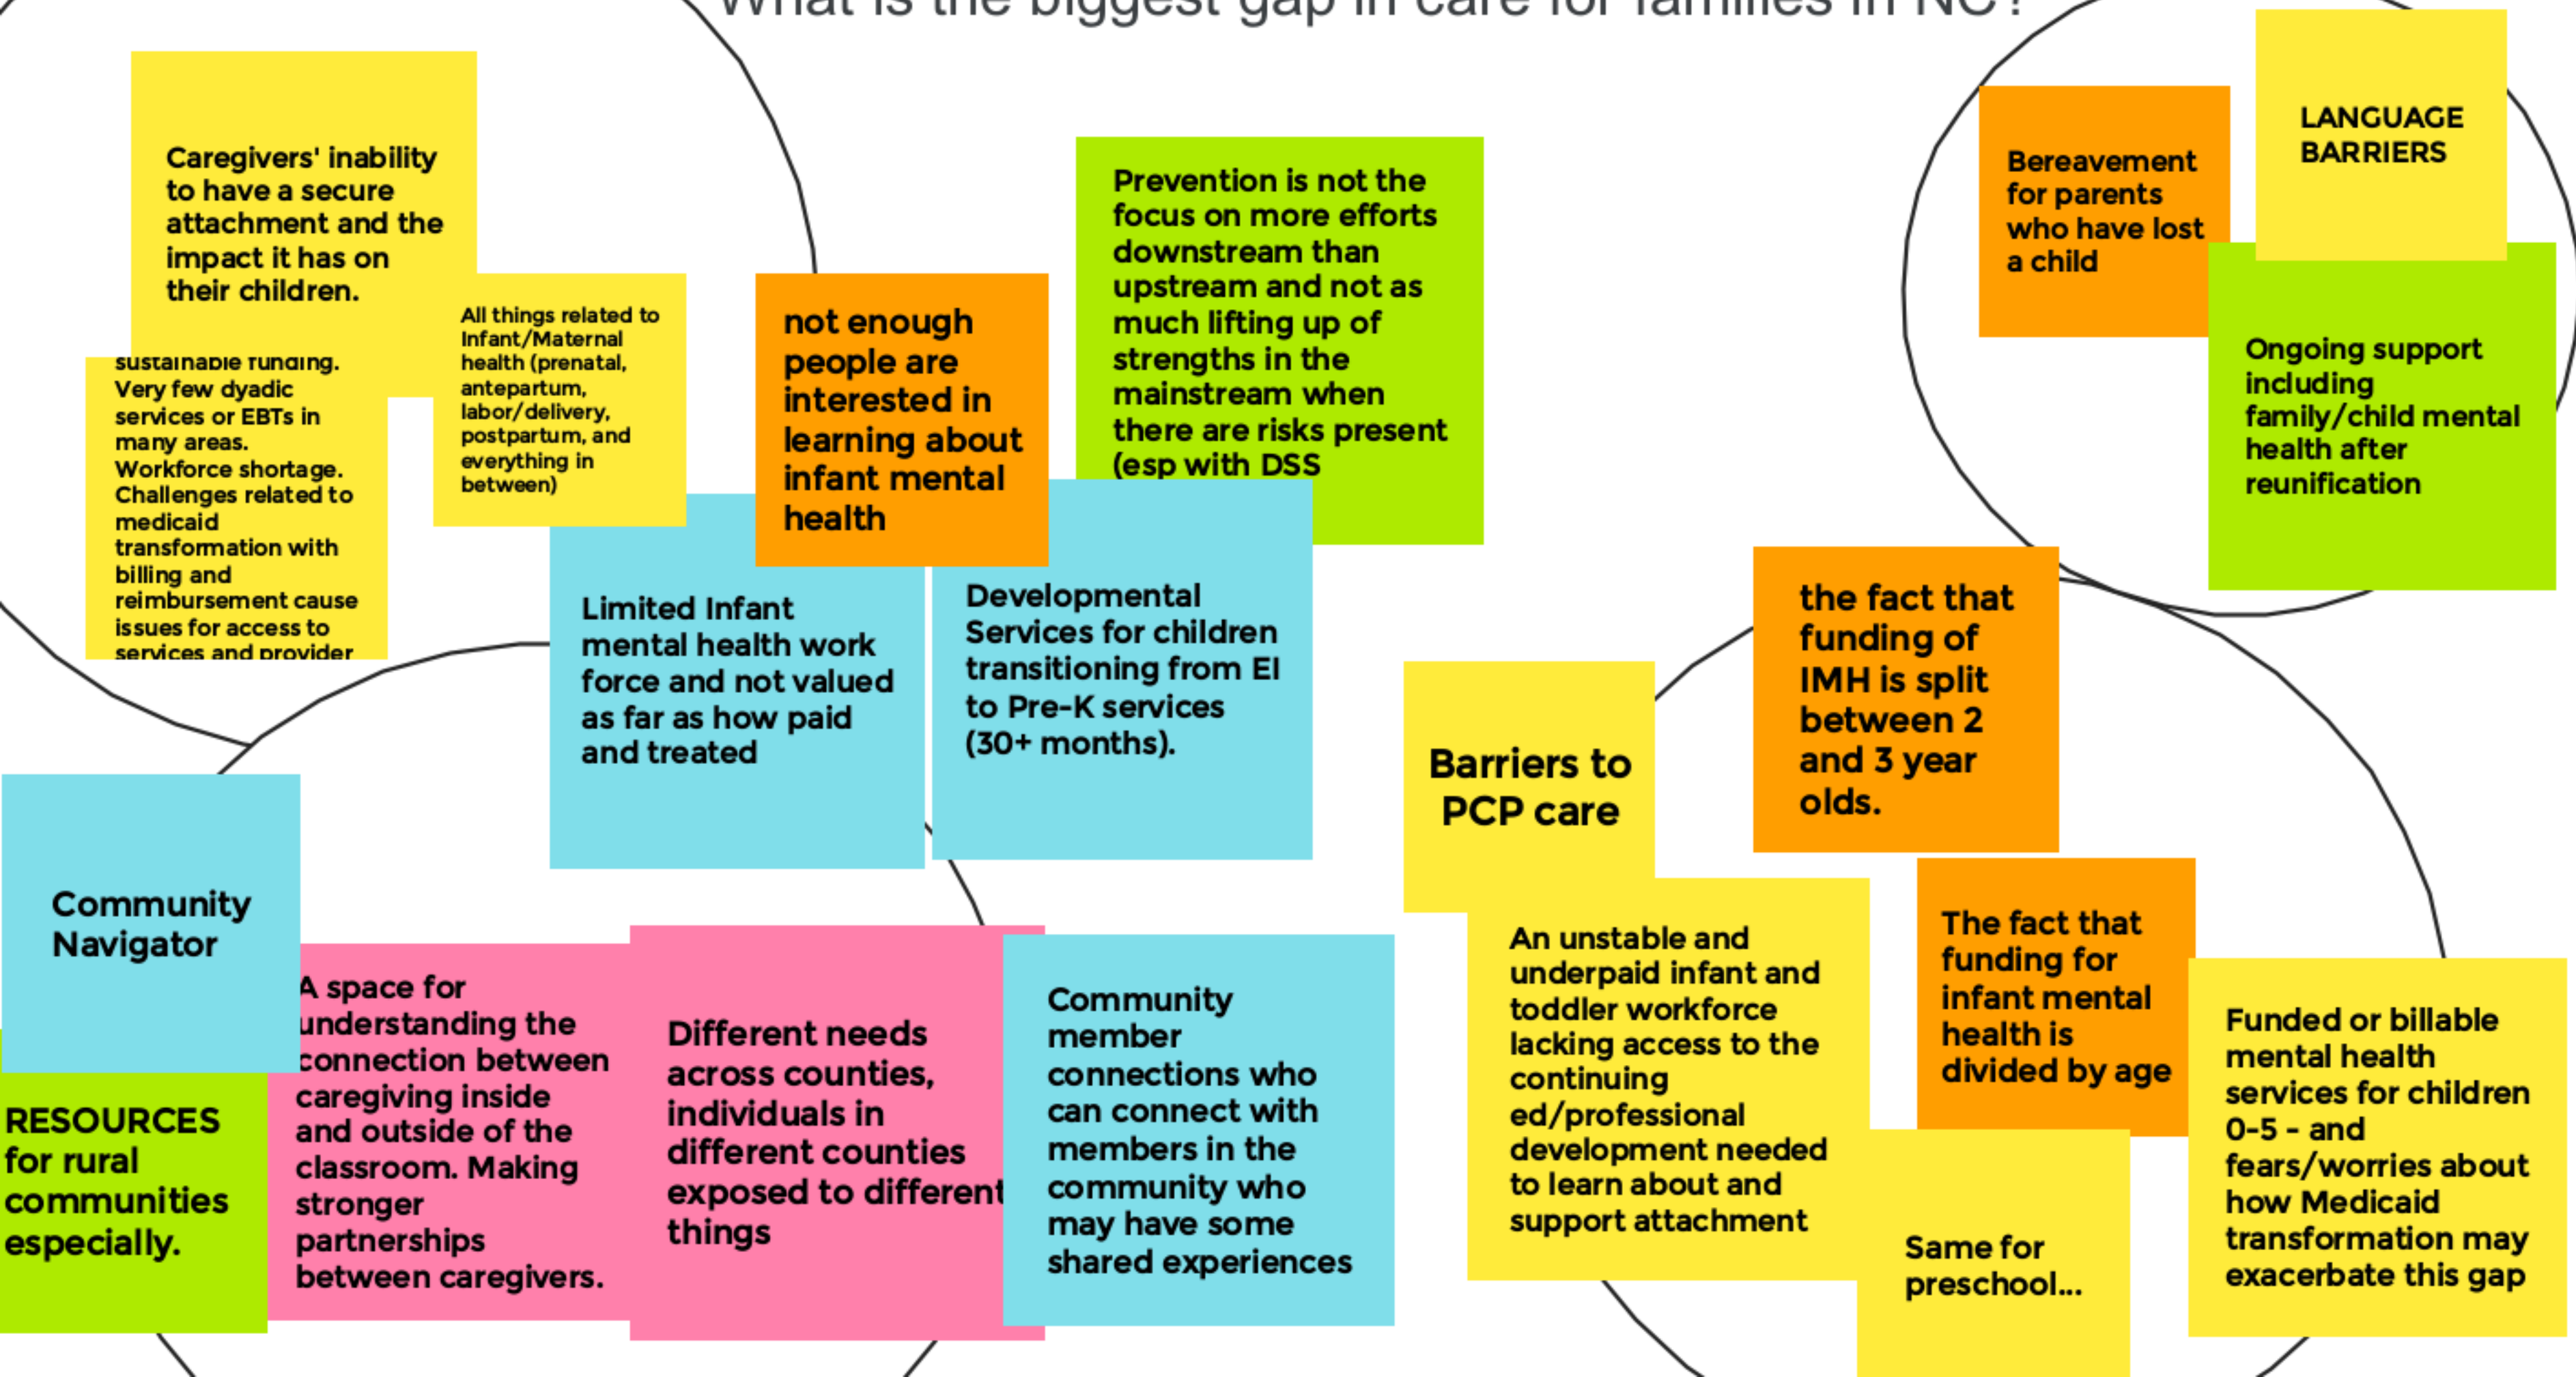 What is the biggest gap in care for families in NC?
Caregivers' inability
to have a secure
attachment and the
impact it has on
their children.
sustainable funding.
Very few dyadic
services or EBTs in
many areas.
Workforce shortage.
Challenges related to
medicaid
transformation with
billing and
reimbursement cause
issues for access to
services and provider
All things related to
Infant/Maternal
health (prenatal,
antepartum,
labor/delivery,
postpartum, and
everything in
between)
not enough
people are
interested in
learning about
infant mental
health
Prevention is not the
focus on more efforts
downstream than
upstream and not as
much lifting up of
strengths in the
mainstream when
there are risks present
(esp with DSS
Bereavement
for parents
who have lost
a child
LANGUAGE
BARRIERS
Ongoing support
including
family/child mental
health after
reunification
Limited Infant
mental health work
force and not valued
as far as how paid
and treated
Developmental
Services for children
transitioning from EI
to Pre-K services
(30+ months).
Barriers to
PCP care
the fact that
funding of
IMH is split
between 2
and 3 year
olds.
Community
Navigator
RESOURCES
for rural
communities
especially.
A space for
understanding the
connection between
caregiving inside
and outside of the
classroom. Making
stronger
partnerships
between caregivers.
Different needs
across counties,
individuals in
different counties
exposed to different
things
Community
member
connections who
can connect with
members in the
community who
may have some
shared experiences
An unstable and
underpaid infant and
toddler workforce
lacking access to the
continuing
ed/professional
development needed
to learn about and
support attachment
The fact that
funding for
infant mental
health is
divided by age
Same for
preschool...
Funded or billable
mental health
services for children
0-5 - and
fears/worries about
how Medicaid
transformation may
exacerbate this gap